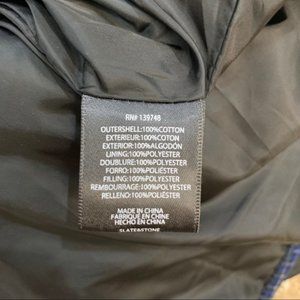 RN# 139748
OUTERSHELL:100%COTTON
EXTERIEUR:100%COTON
EXTERIOR:100%ALGODÓN
LINING:100%POLYESTER
DOUBLURE:100%POLYESTER
FORRO:100%POLIÉSTER
FILLING:100%POLYESTER
REMBOURRAGE:100%POLYESTER
RELLENO:100%POLIÉSTER
MADE IN CHINA
FABRIQUÉ EN CHINE
HECHO EN CHINA
SLATE&STONE